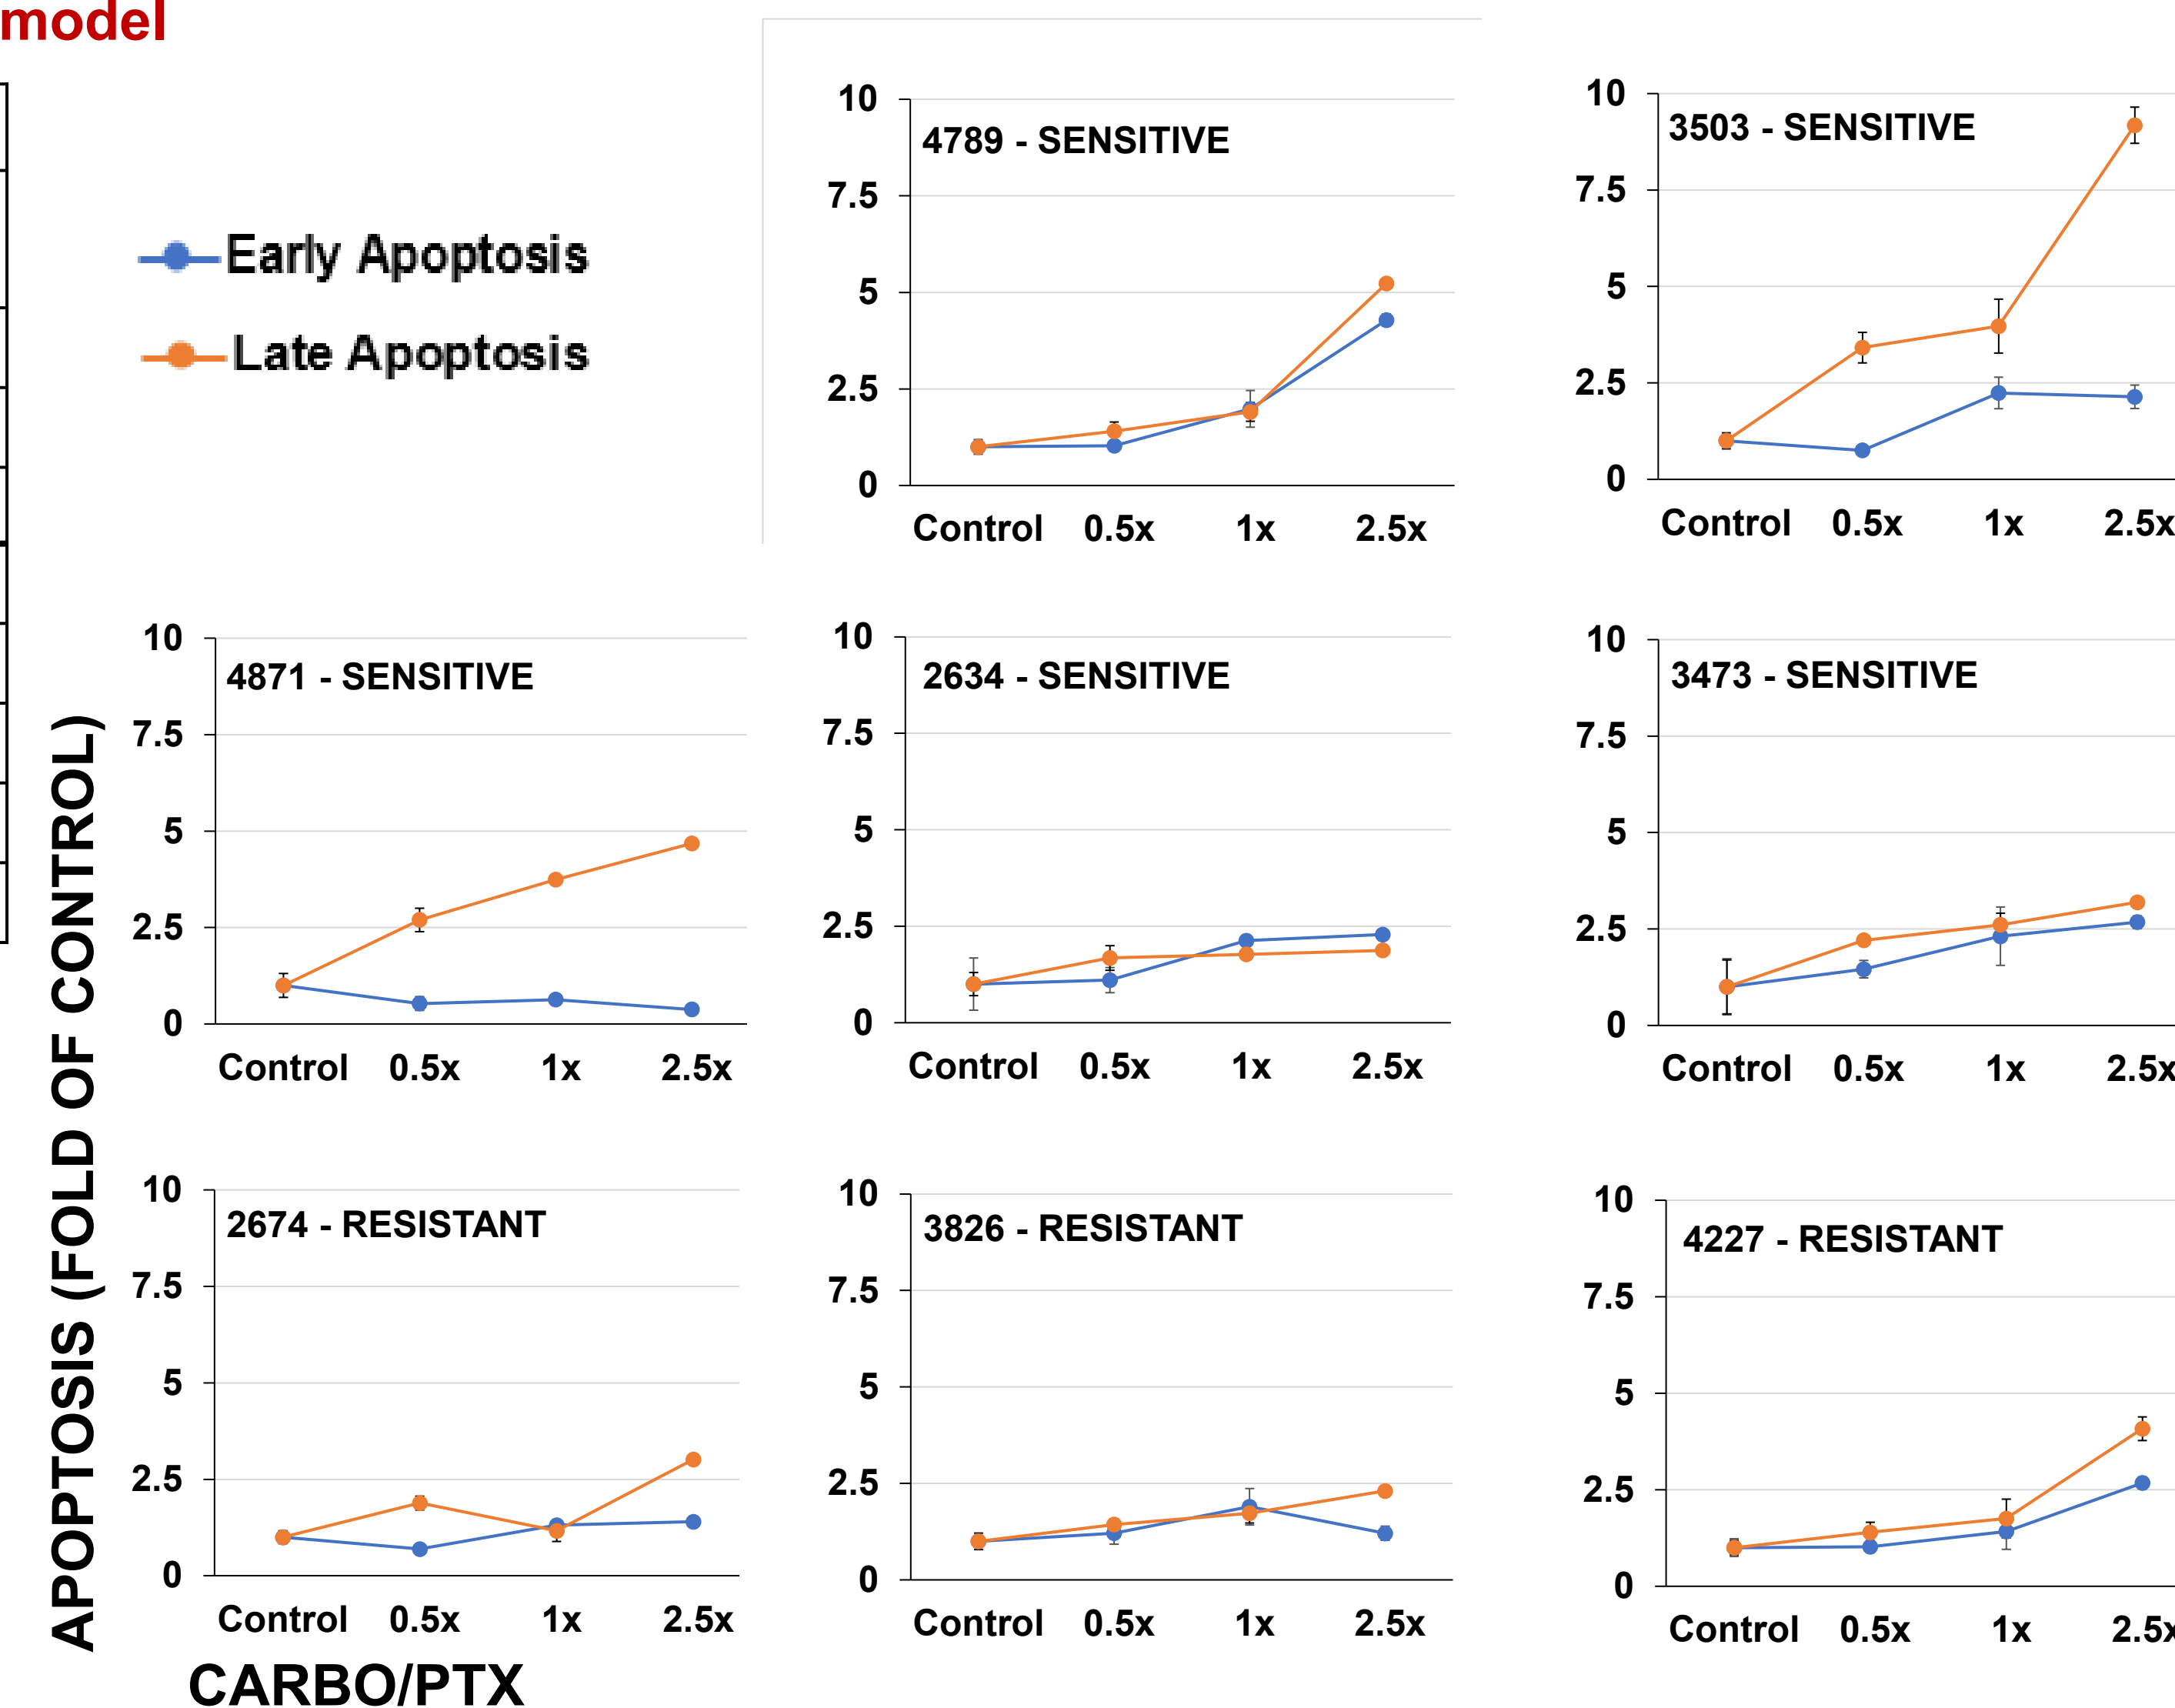 model
Early Apoptosis
Late Apoptosis
APOPTOSIS (FOLD OF CONTROL)
CARBO/PTX
4789 - SENSITIVE
10
7.5
5
2.5
0
Control 0.5x 1x 2.5x
3503 - SENSITIVE
10
7.5
5
2.5
0
Control 0.5x 1x 2.5x
4871 - SENSITIVE
10
7.5
5
2.5
0
Control 0.5x 1x 2.5x
2634 - SENSITIVE
10
7.5
5
2.5
0
Control 0.5x 1x 2.5x
3473 - SENSITIVE
10
7.5
5
2.5
0
Control 0.5x 1x 2.5x
2674 - RESISTANT
10
7.5
5
2.5
0
Control 0.5x 1x 2.5x
3826 - RESISTANT
10
7.5
5
2.5
0
Control 0.5x 1x 2.5x
4227 - RESISTANT
10
7.5
5
2.5
0
Control 0.5x 1x 2.5x